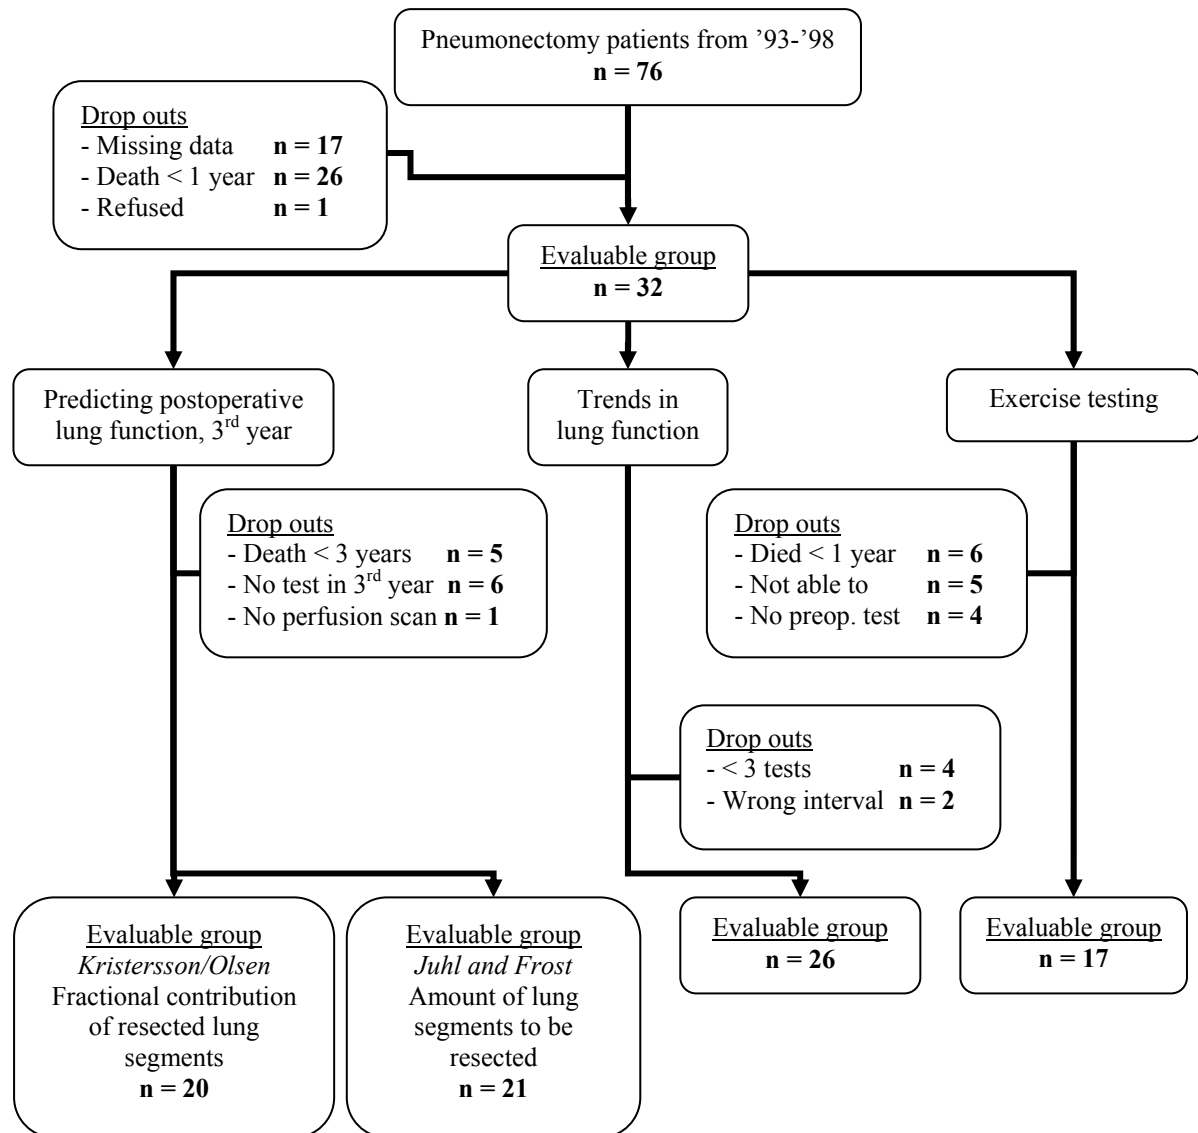 Pneumonectomy patients from ’93-’98
n = 76
Drop outs
- Missing data n = 17
- Death < 1 year n = 26
- Refused n = 1
Evaluable group
n = 32
Predicting postoperative
lung function, 3rd year
Trends in
lung function
Exercise testing
Drop outs
- Death < 3 years n = 5
- No test in 3rd year n = 6
- No perfusion scan n = 1
Drop outs
- Died < 1 year n = 6
- Not able to n = 5
- No preop. test n = 4
Drop outs
- < 3 tests n = 4
- Wrong interval n = 2
Evaluable group
Kristersson/Olsen
Fractional contribution
of resected lung
segments
n = 20
Evaluable group
Juhl and Frost
Amount of lung
segments to be
resected
n = 21
Evaluable group
n = 26
Evaluable group
n = 17